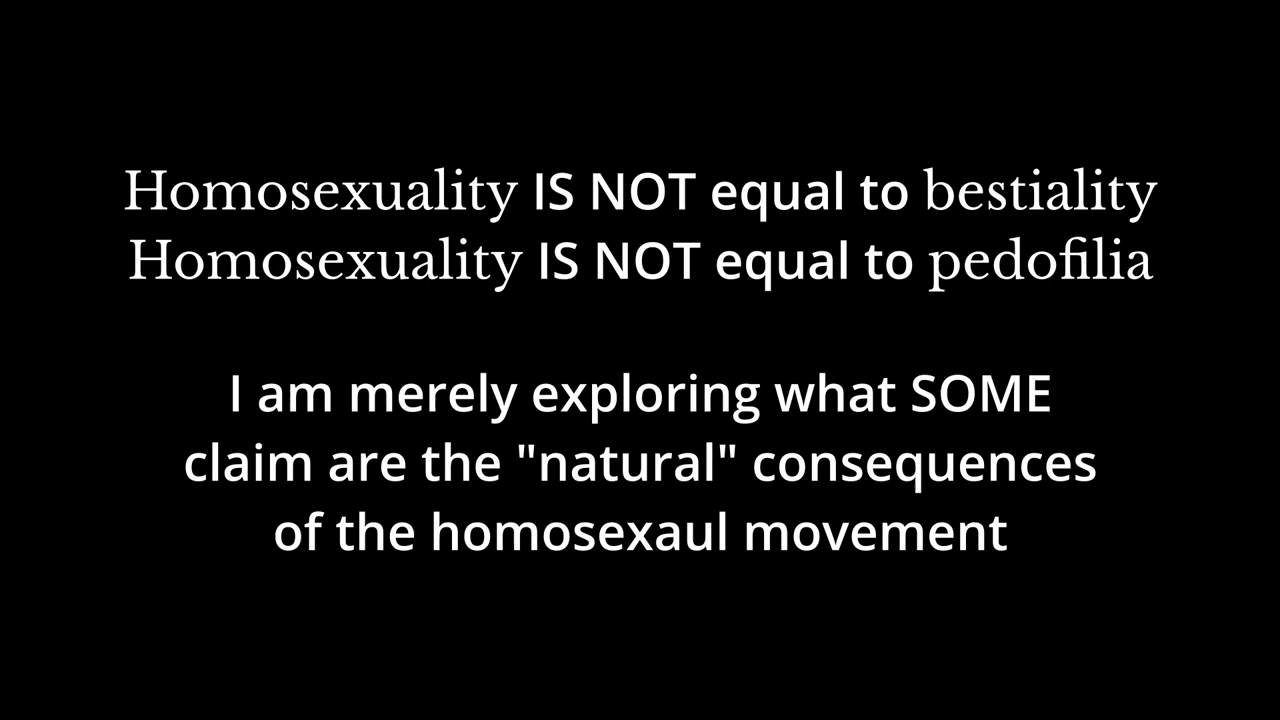 Homosexuality IS NOT equal to bestiality
Homosexuality IS NOT equal to pedofilia
I am merely exploring what SOME
claim are the "natural" consequences
of the homosexaul movement